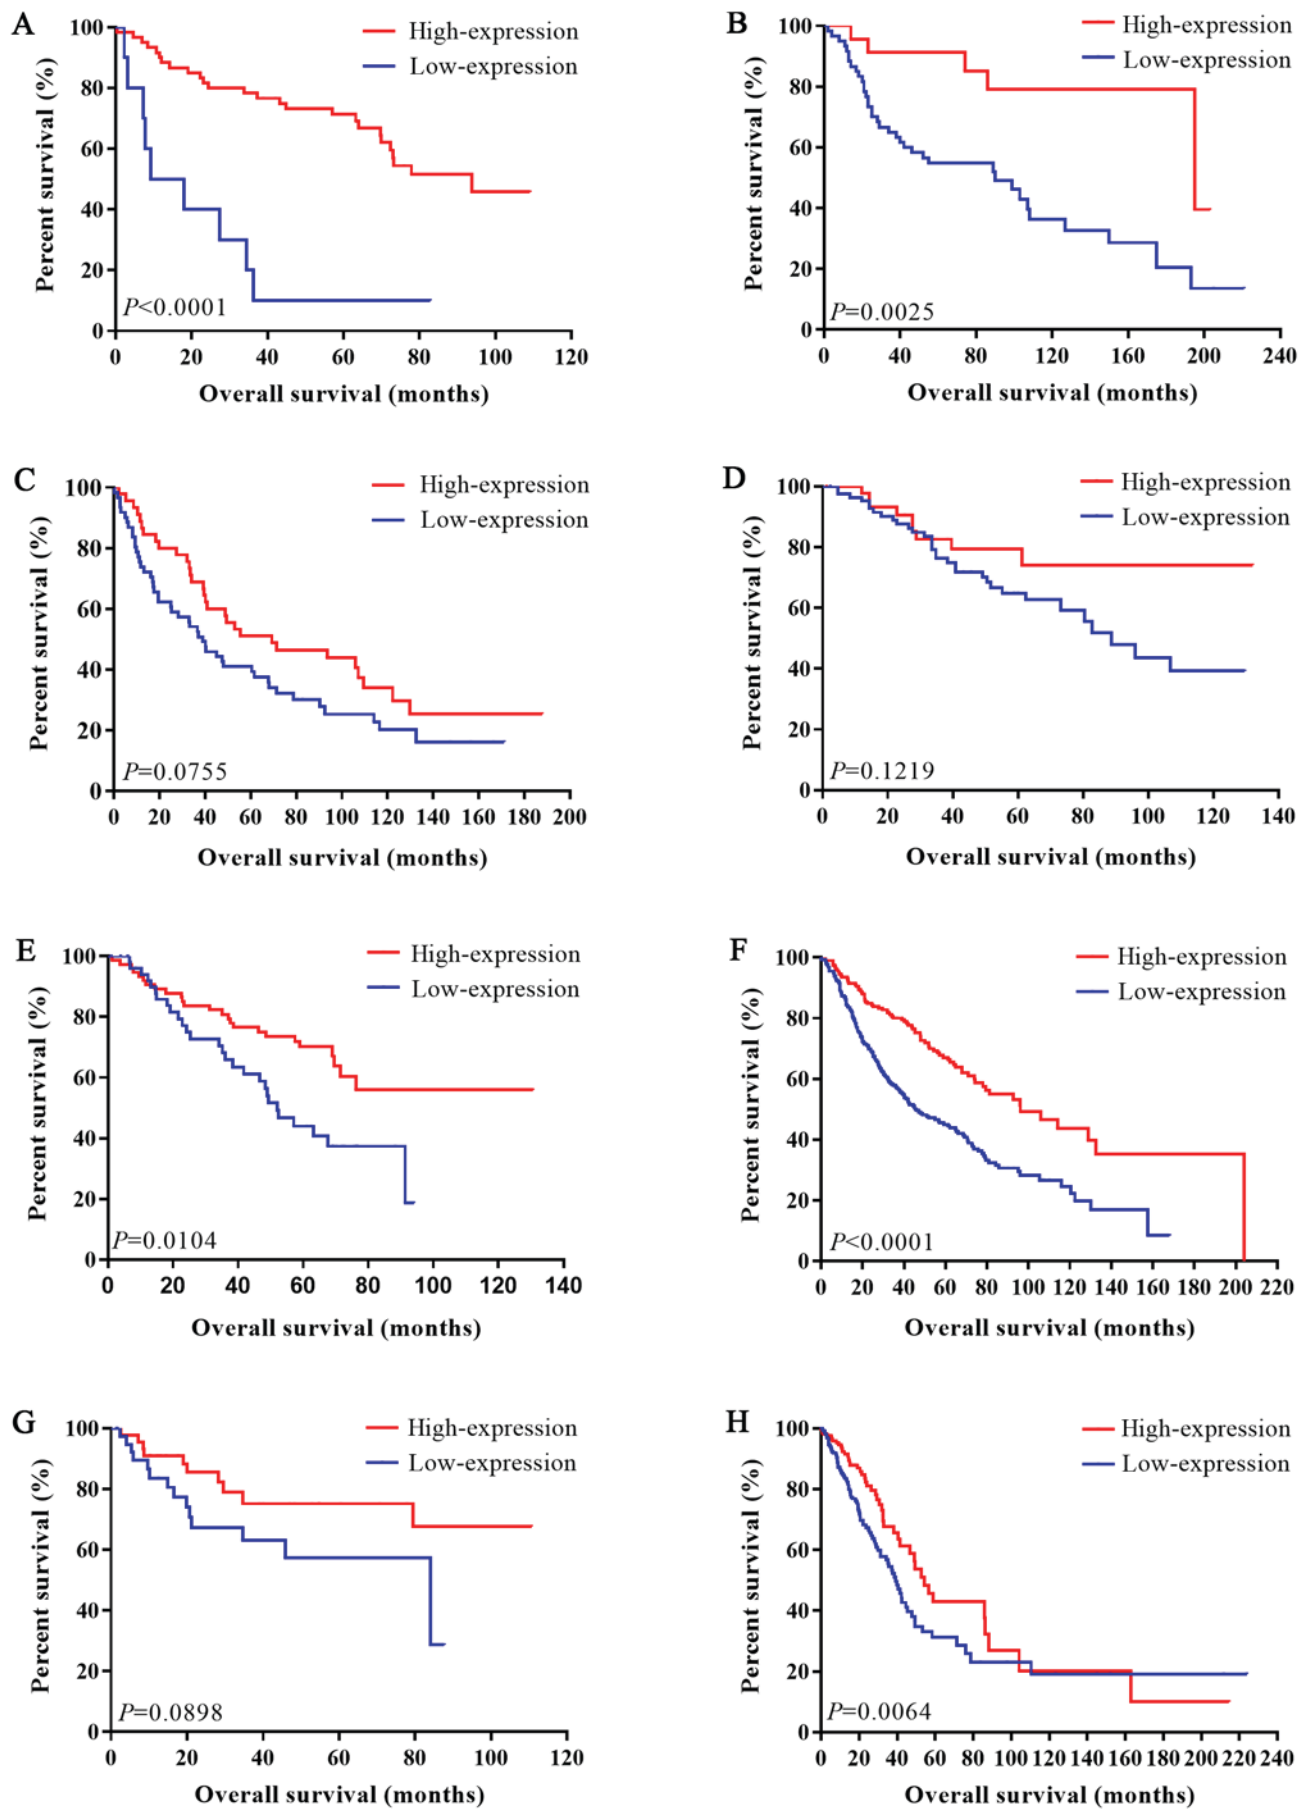 A
High-expression
Low-expression
Percent survival (%)
100
80
60
40
20
0
P<0.0001
0 20 40 60 80 100 120
Overall survival (months)
B
High-expression
Low-expression
Percent survival (%)
100
80
60
40
20
0
P=0.0025
0 40 80 120 160 200 240
Overall survival (months)
C
High-expression
Low-expression
Percent survival (%)
100
80
60
40
20
0
P=0.0755
0 20 40 60 80 100 120 140 160 180 200
Overall survival (months)
D
High-expression
Low-expression
Percent survival (%)
100
80
60
40
20
0
P=0.1219
0 20 40 60 80 100 120 140
Overall survival (months)
E
High-expression
Low-expression
Percent survival (%)
100
80
60
40
20
0
P=0.0104
0 20 40 60 80 100 120 140
Overall survival (months)
F
High-expression
Low-expression
Percent survival (%)
100
80
60
40
20
0
P<0.0001
0 20 40 60 80 100 120 140 160 180 200 220
Overall survival (months)
G
High-expression
Low-expression
Percent survival (%)
100
80
60
40
20
0
P=0.0898
0 20 40 60 80 100 120
Overall survival (months)
H
High-expression
Low-expression
Percent survival (%)
100
80
60
40
20
0
P=0.0064
0 20 40 60 80 100 120 140 160 180 200 220 240
Overall survival (months)